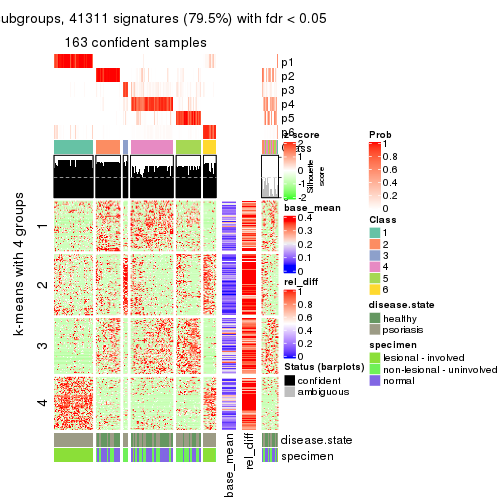 ubgroups, 41311 signatures (79.5%) with fdr < 0.05
163 confident samples
p1
p2
p3
p4
p5
p6
z-score
2
1
0
-1
-2
Class
Silhouette
score
Prob
1
0.8
0.6
0.4
0.2
0
k-means with 4 groups
1
2
3
4
base_mean
0.4
0.3
0.2
0.1
0
rel_diff
1
0.8
0.6
0.4
0.2
0
Class
1
2
3
4
5
6
disease.state
healthy
psoriasis
specimen
lesional - involved
non-lesional - uninvolved
normal
Status (barplots)
confident
ambiguous
disease.state
specimen
base_mean
rel_diff